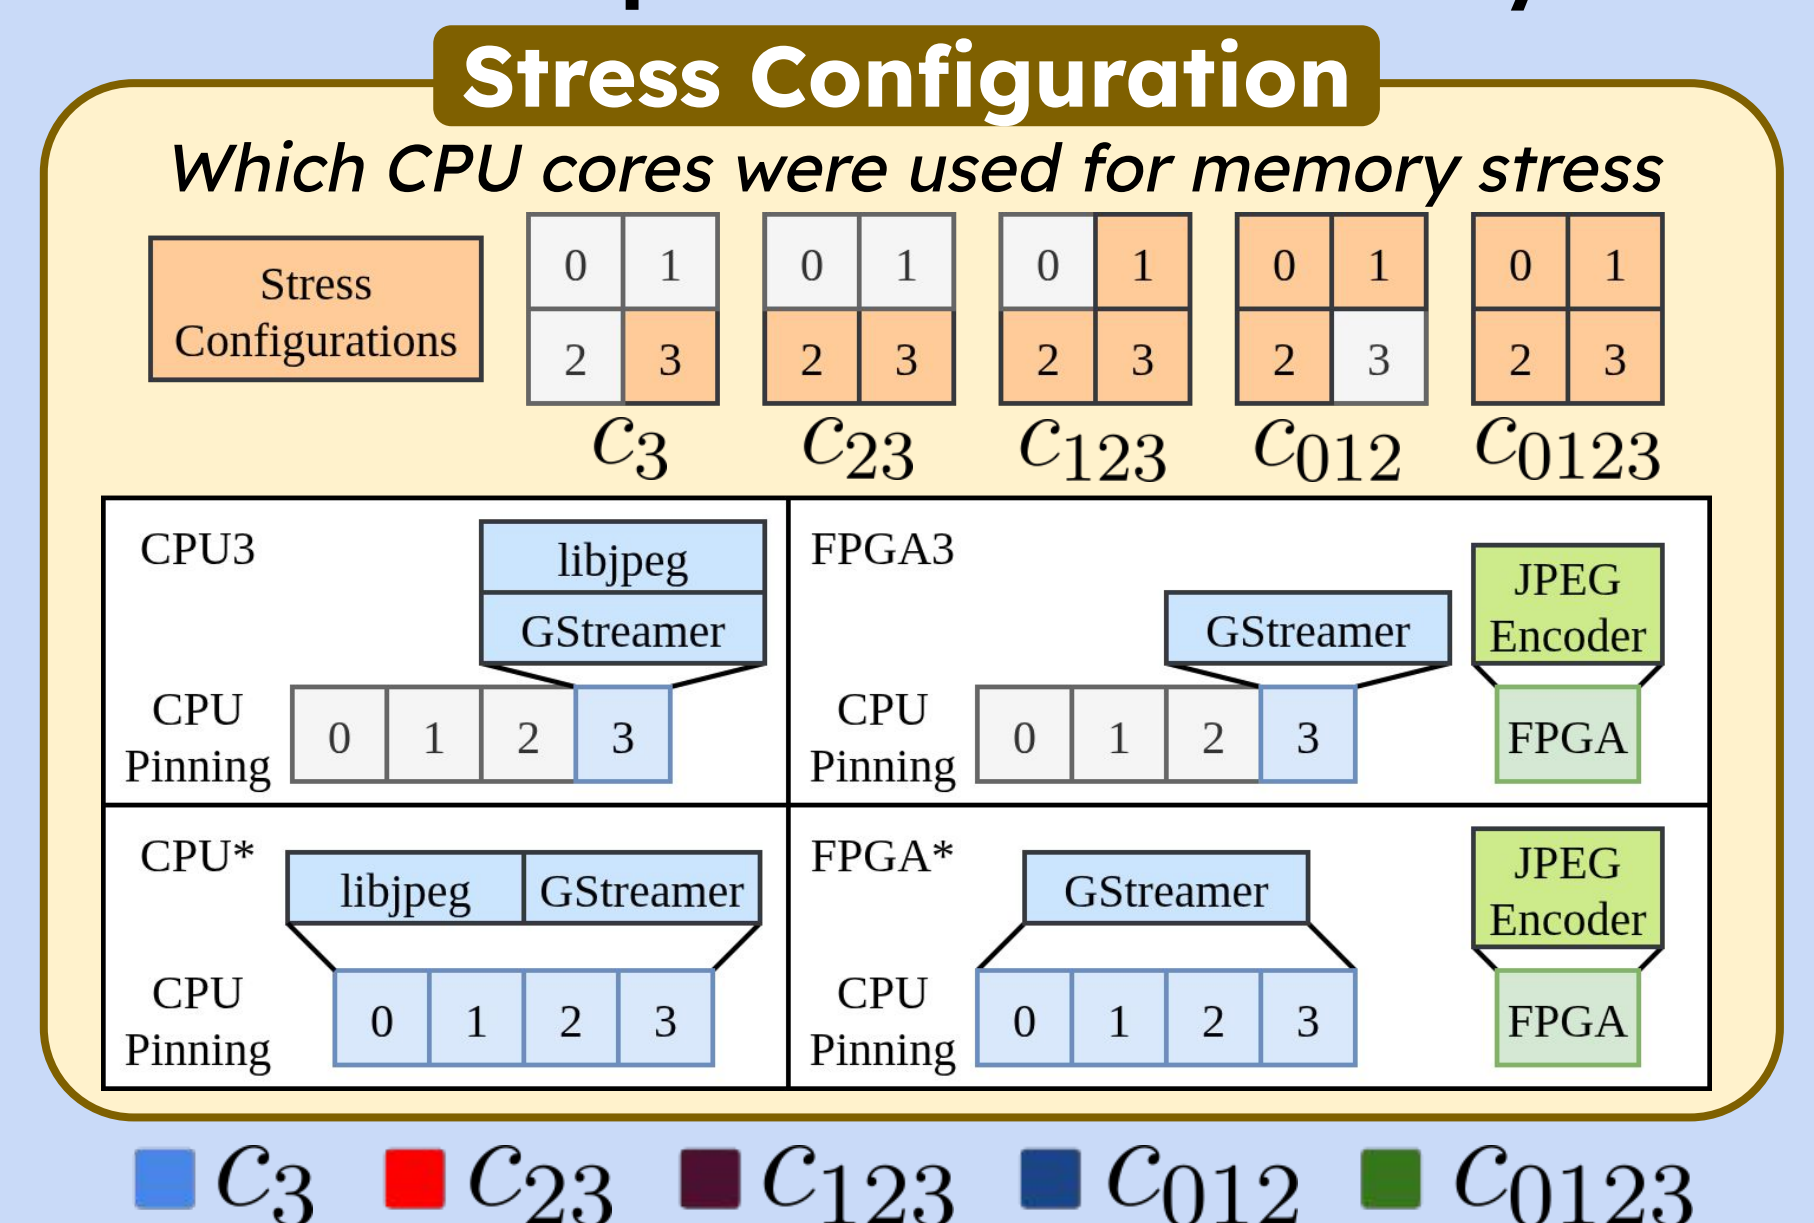 Stress Configuration
Which CPU cores were used for memory stress
Stress
Configurations
0 1
2 3
c3
0 1
2 3
c23
0 1
2 3
c123
0 1
2 3
c012
0 1
2 3
c0123
CPU3
libjpeg
GStreamer
CPU
Pinning
0 1 2 3
FPGA3
GStreamer
JPEG
Encoder
CPU
Pinning
0 1 2 3
FPGA
CPU*
libjpeg GStreamer
CPU
Pinning
0 1 2 3
FPGA*
GStreamer
JPEG
Encoder
CPU
Pinning
0 1 2 3
FPGA
c3 c23 c123 c012 c0123